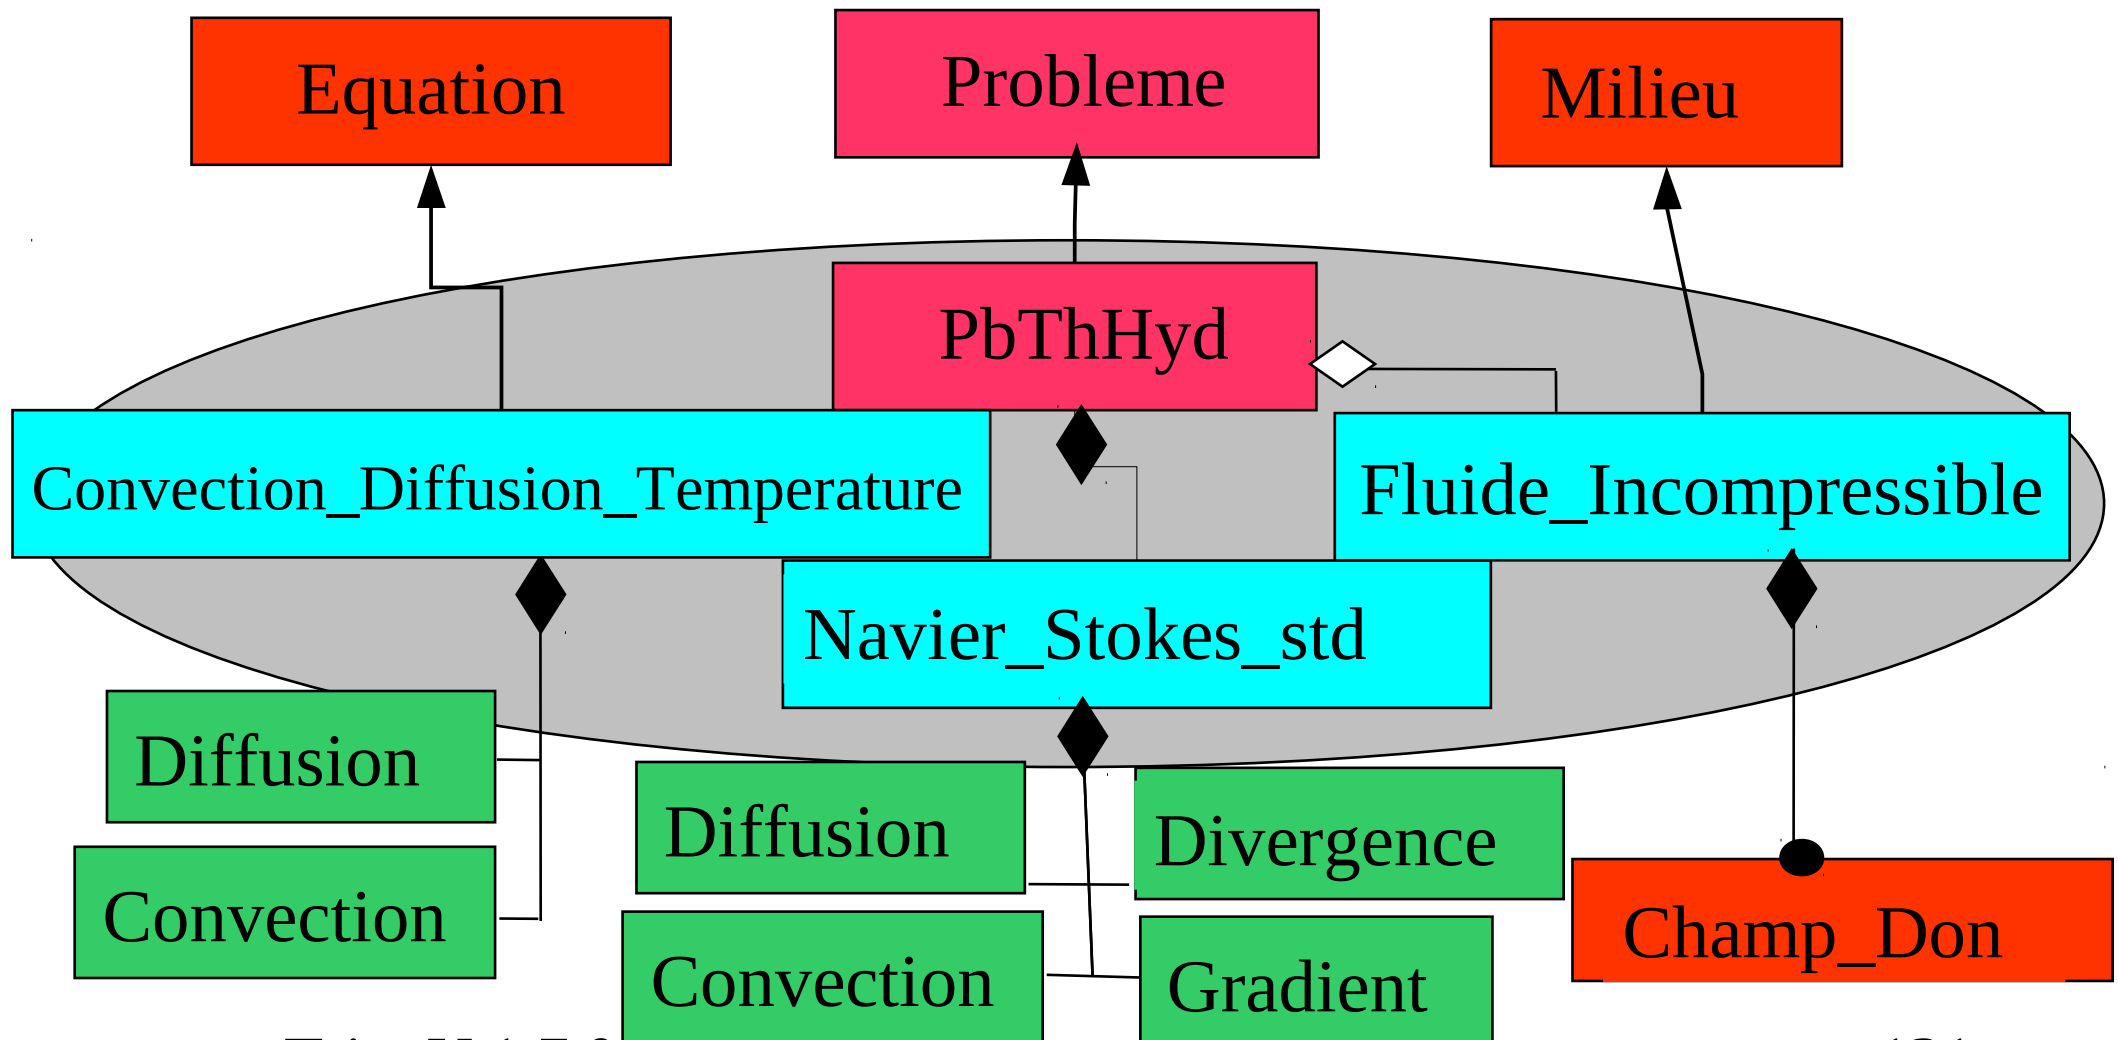 Equation
Probleme
Milieu
PbThHyd
Convection_Diffusion_Temperature
Fluide_Incompressible
Navier_Stokes_std
Diffusion
Diffusion
Divergence
Convection
Champ_Don
Convection
Gradient